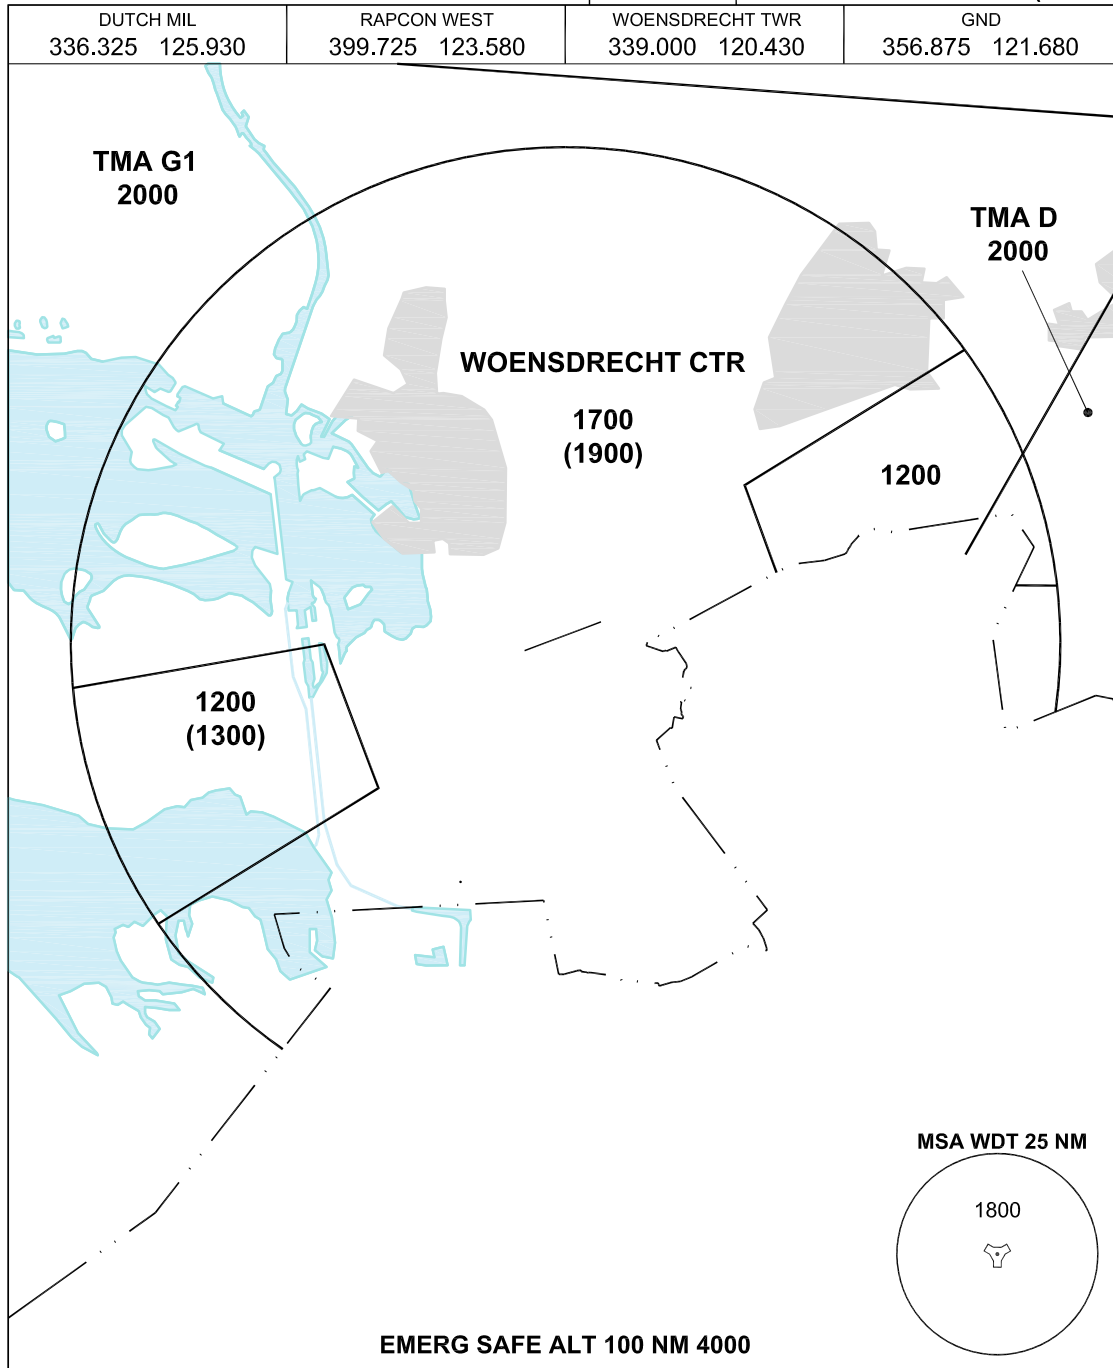 DUTCH MIL RAPCON WEST WOENSDRECHT TWR GND
336.325 125.930 399.725 123.580 339.000 120.430 356.875 121.680
TMA G1
2000
TMA D
2000
WOENSDRECHT CTR
1700
(1900)
1200
1200
(1300)
MSA WDT 25 NM
1800
EMERG SAFE ALT 100 NM 4000